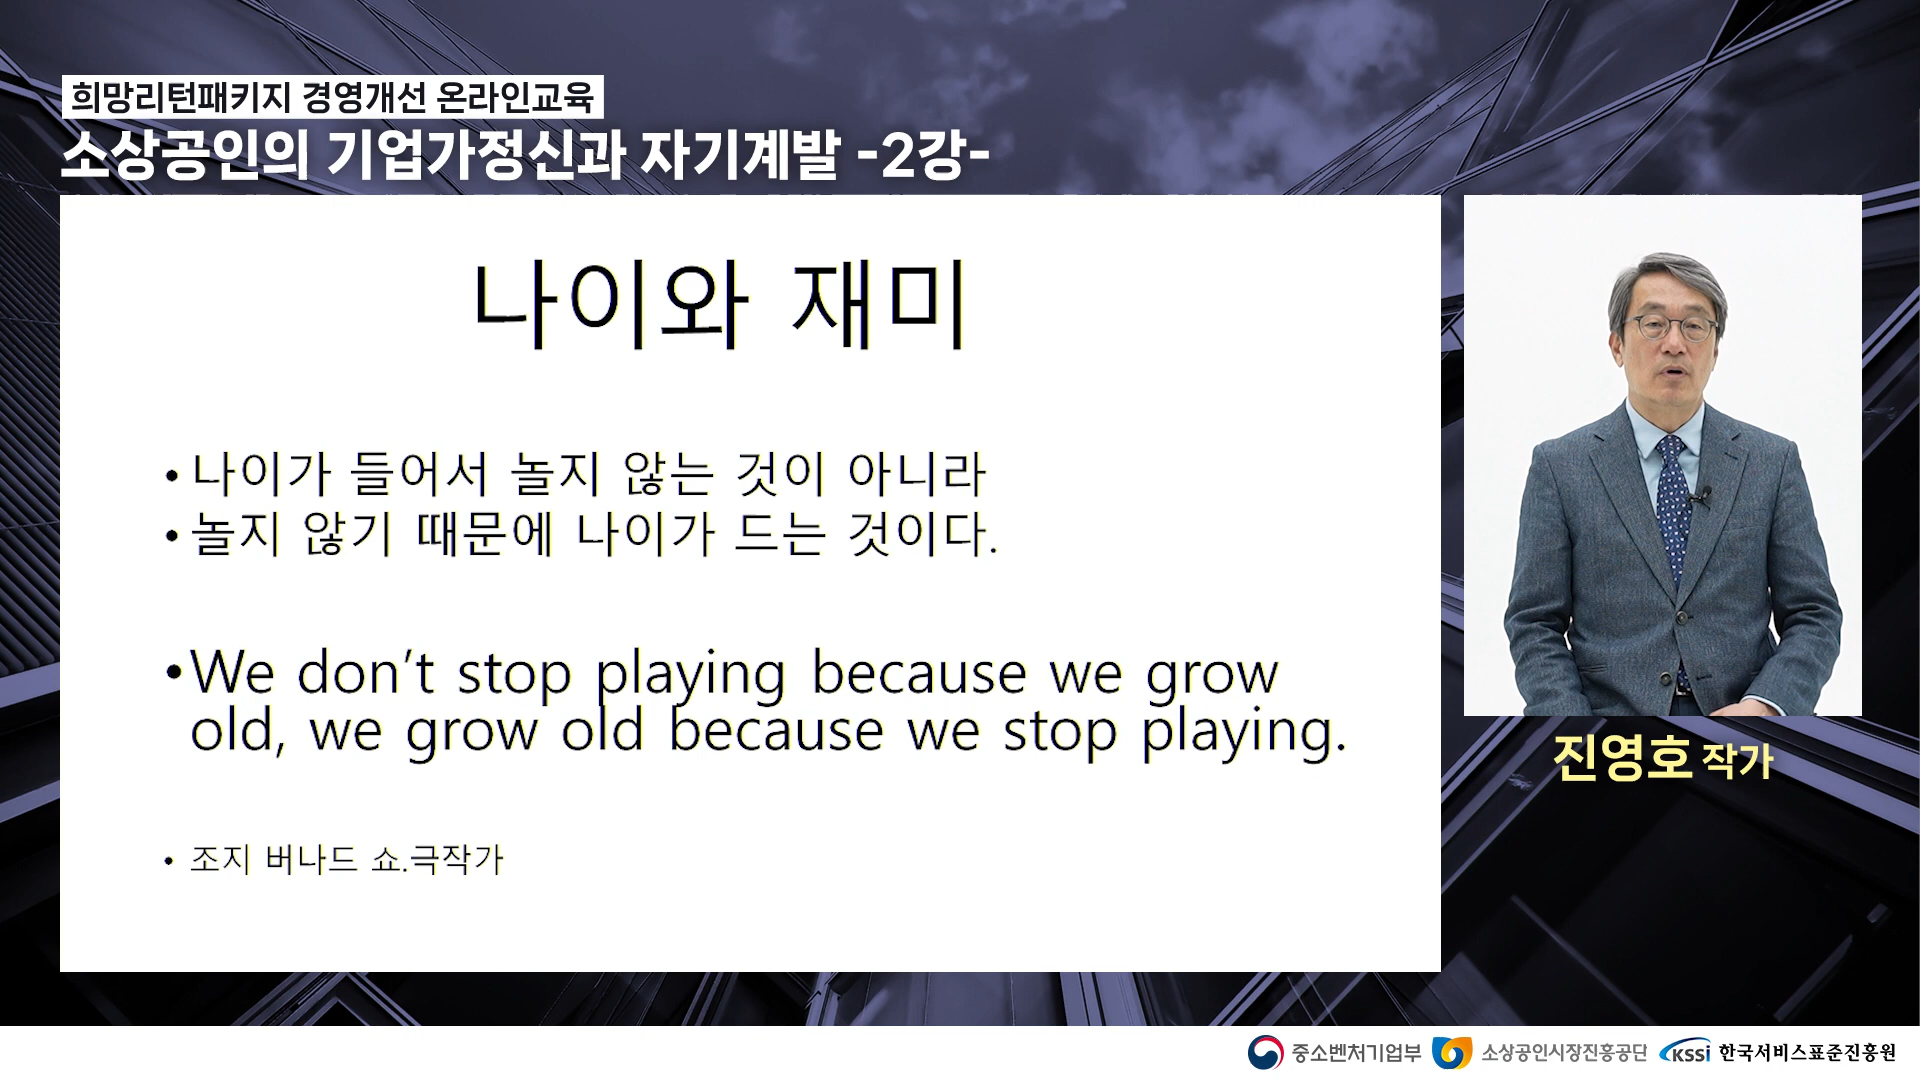 희망리턴패키지 경영개선 온라인교육
소상공인의 기업가정신과 자기계발 -2강-
나이와 재미
• 나이가 들어서 놀지 않는 것이 아니라
• 놀지 않기 때문에 나이가 드는 것이다.
• We don’t stop playing because we grow
old, we grow old because we stop playing.
• 조지 버나드 쇼.극작가
진영호 작가
중소벤처기업부 소상공인시장진흥공단 KSSi 한국서비스표준진흥원